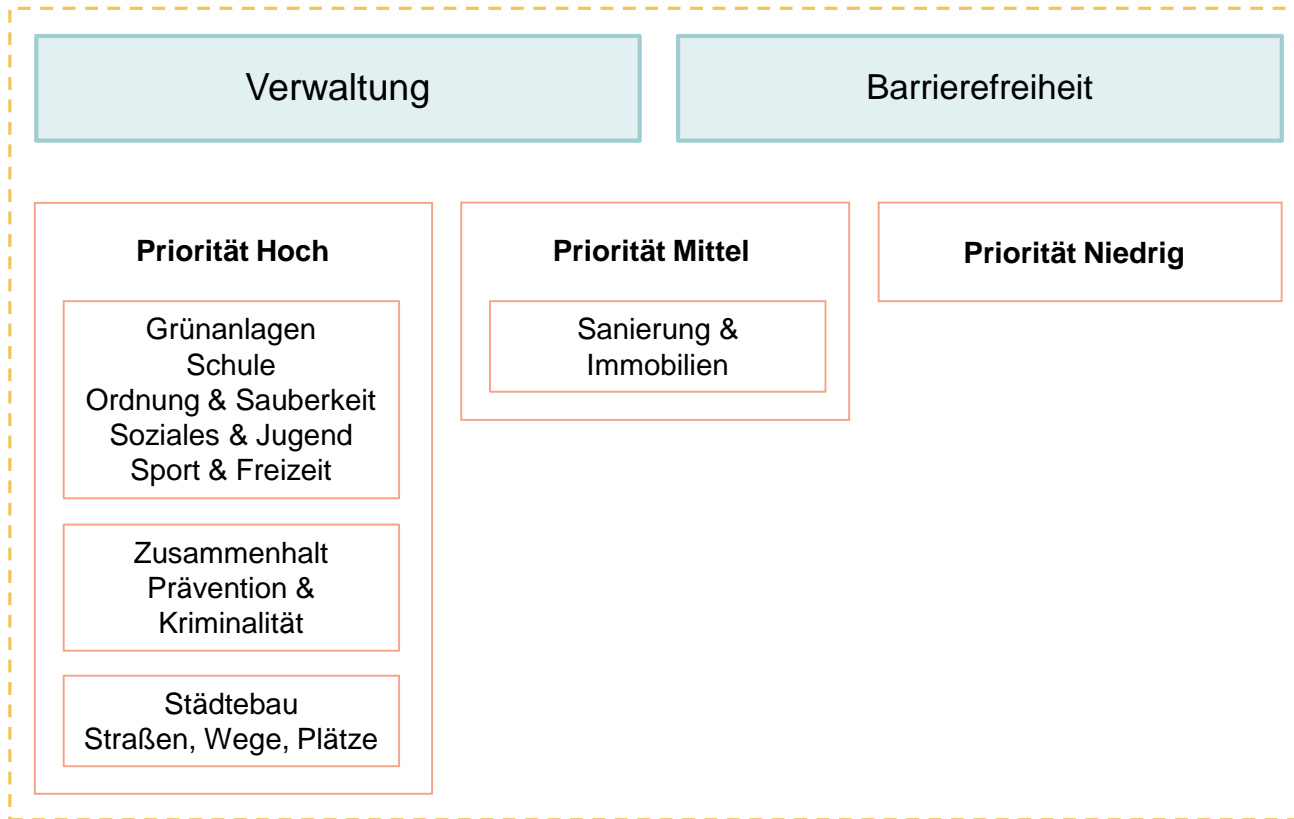 Verwaltung
Barrierefreiheit
Priorität Hoch
Grünanlagen
Schule
Ordnung & Sauberkeit
Soziales & Jugend
Sport & Freizeit
Zusammenhalt
Prävention &
Kriminalität
Städtebau
Straßen, Wege, Plätze
Priorität Mittel
Sanierung &
Immobilien
Priorität Niedrig